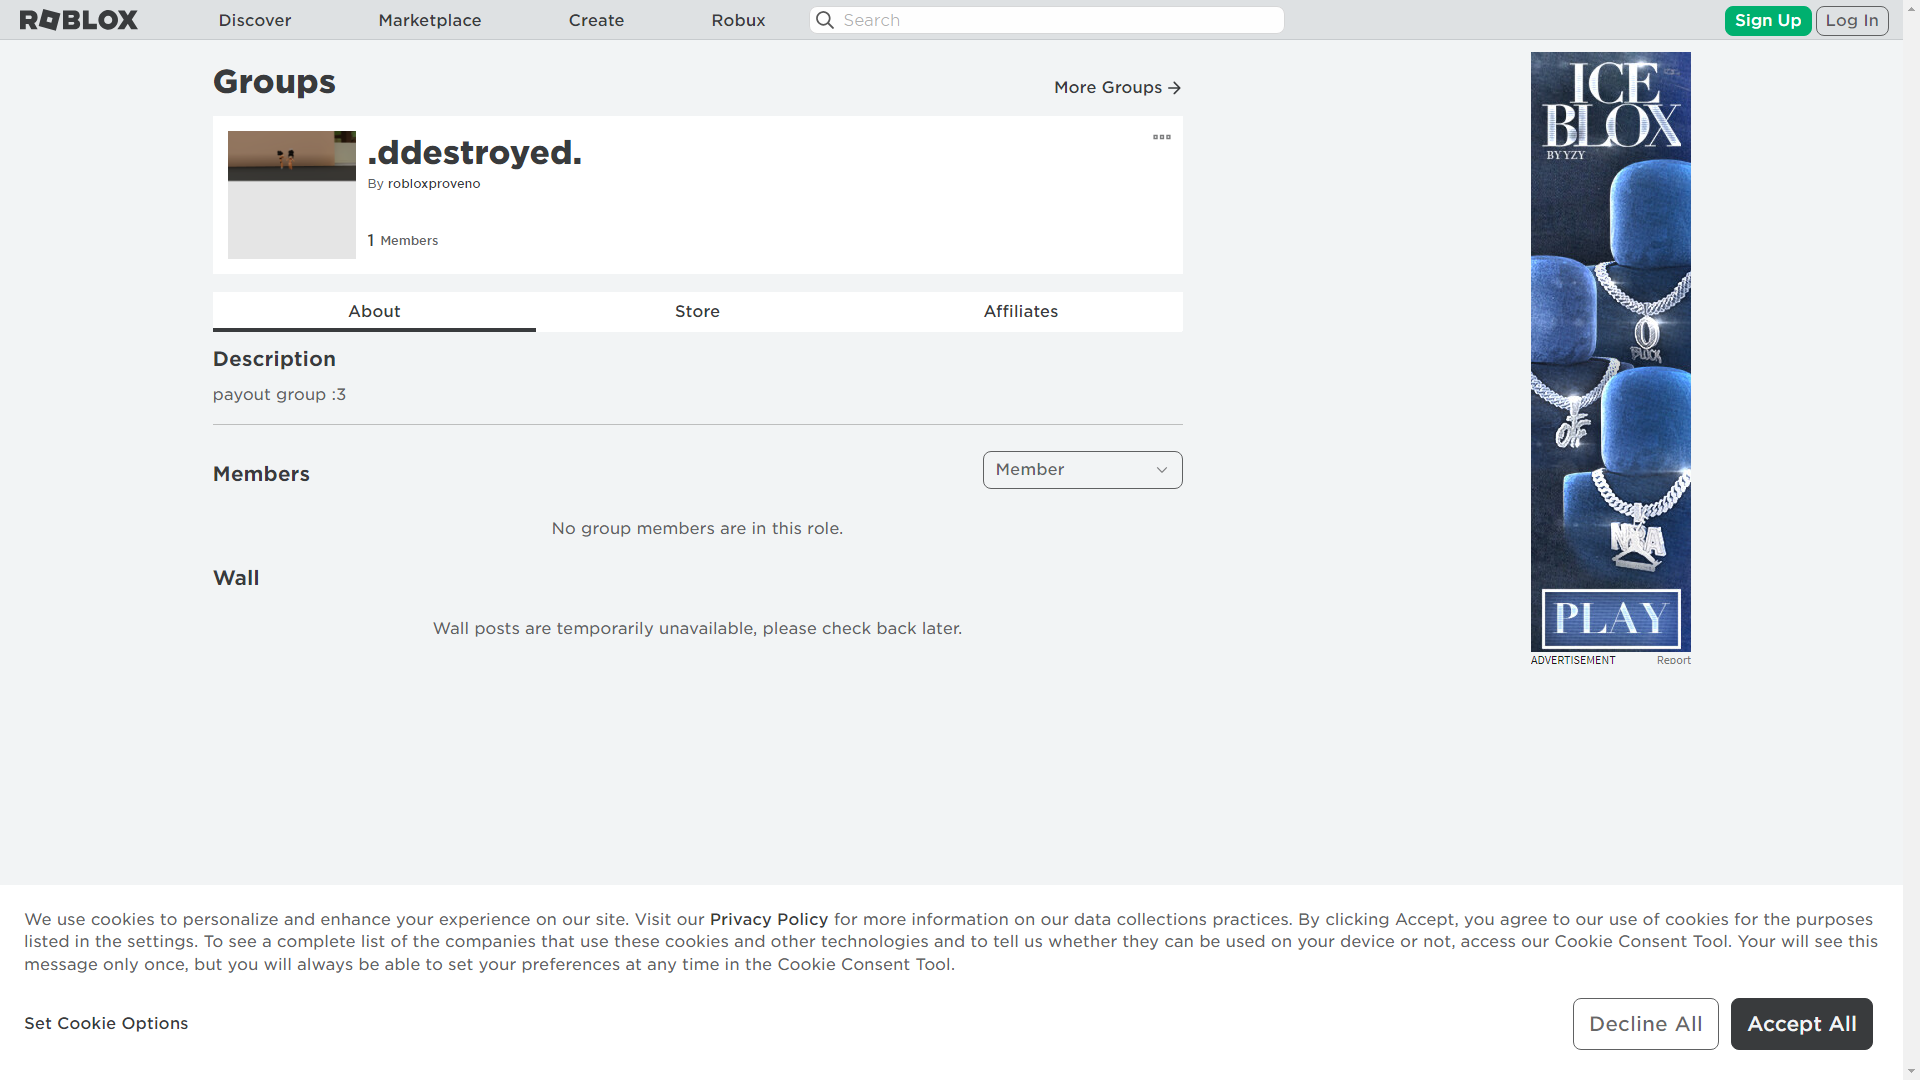 ROBLOX Discover Marketplace Create Robux Search Sign Up Log In
Groups
More Groups
.ddestroyed.
By robloxproveno
1 Members
About Store Affiliates
Description
payout group :3
Members
Member
No group members are in this role.
Wall
Wall posts are temporarily unavailable, please check back later.
ICE
BLOX
BY YZY
O
BLOCK
OTF
NBA
PLAY
ADVERTISEMENT Report
We use cookies to personalize and enhance your experience on our site. Visit our Privacy Policy for more information on our data collections practices. By clicking Accept, you agree to our use of cookies for the purposes
listed in the settings. To see a complete list of the companies that use these cookies and other technologies and to tell us whether they can be used on your device or not, access our Cookie Consent Tool. Your will see this
message only once, but you will always be able to set your preferences at any time in the Cookie Consent Tool.
Set Cookie Options
Decline All Accept All